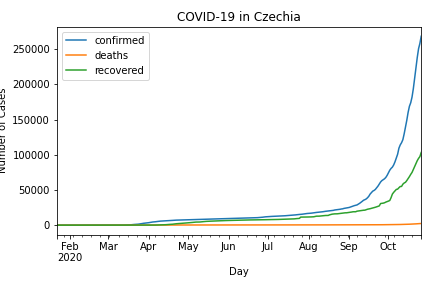 COVID-19 in Czechia
confirmed
deaths
recovered
250000
200000
150000
100000
50000
0
Number of Cases
Feb Mar Apr May Jun Jul Aug Sep Oct
2020
Day